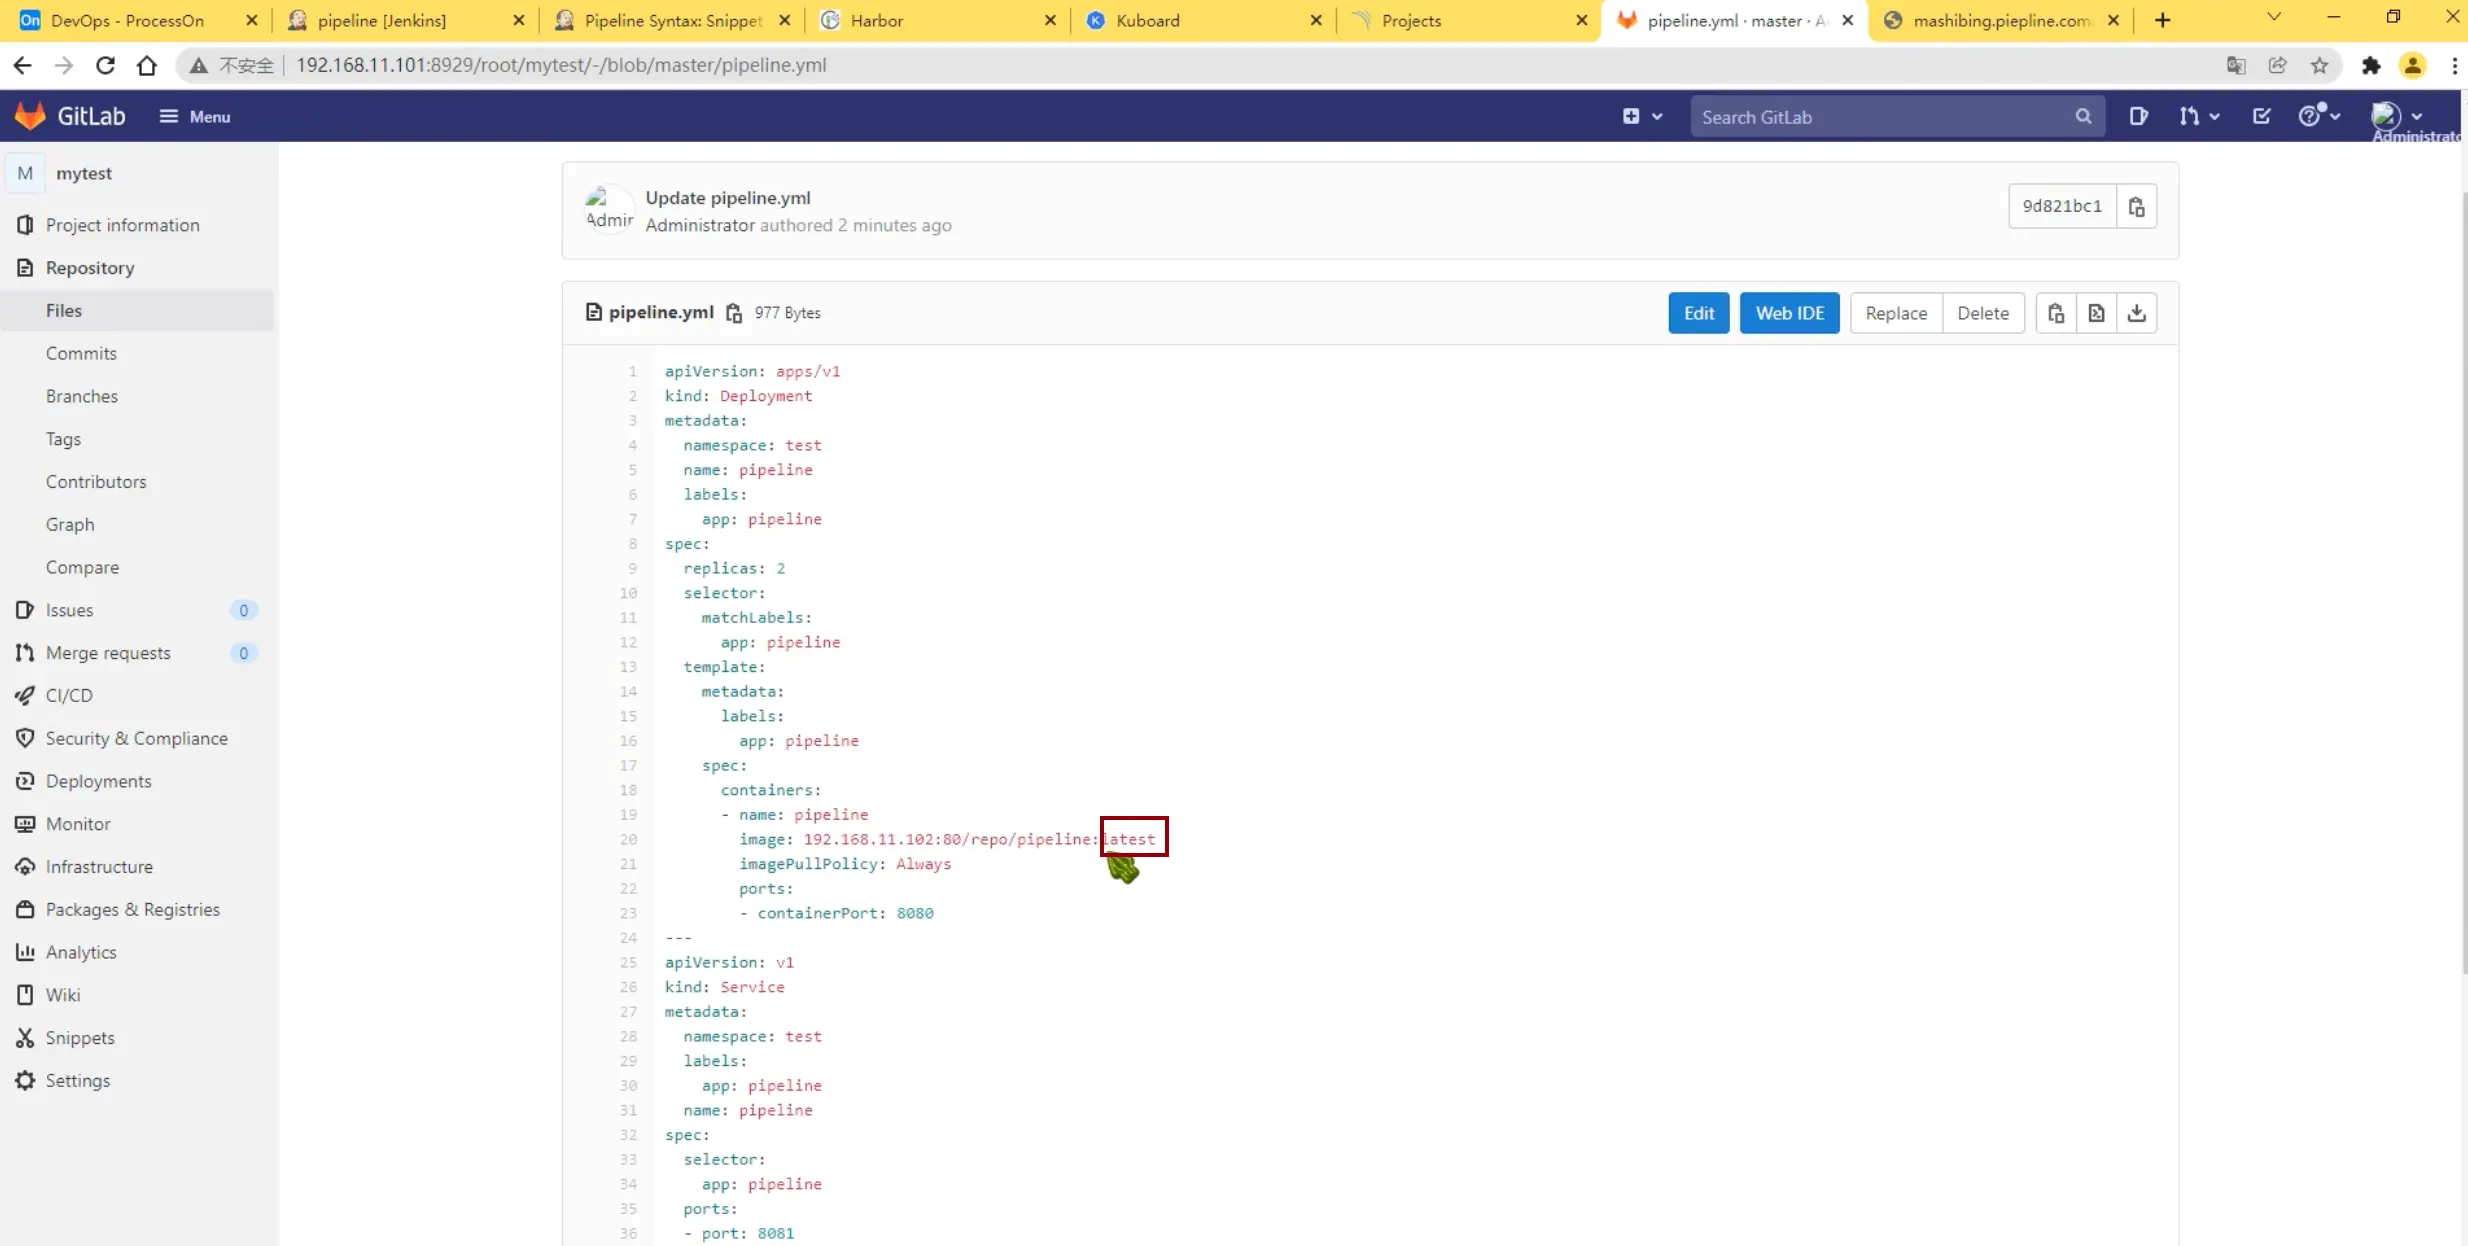 On DevOps - ProcessOn
pipeline [Jenkins]
Pipeline Syntax: Snippet
Harbor
Kuboard
Projects
pipeline.yml · master · A
mashibing.piepline.com
不安全 192.168.11.101:8929/root/mytest/-/blob/master/pipeline.yml
GitLab Menu
Search GitLab
Administrato
M mytest
Project information
Repository
Files
Commits
Branches
Tags
Contributors
Graph
Compare
Issues 0
Merge requests 0
CI/CD
Security & Compliance
Deployments
Monitor
Infrastructure
Packages & Registries
Analytics
Wiki
Snippets
Settings
Admir
Update pipeline.yml
Administrator authored 2 minutes ago
9d821bc1
pipeline.yml 977 Bytes
Edit Web IDE Replace Delete
1 apiVersion: apps/v1
2 kind: Deployment
3 metadata:
4 namespace: test
5 name: pipeline
6 labels:
7 app: pipeline
8 spec:
9 replicas: 2
10 selector:
11 matchLabels:
12 app: pipeline
13 template:
14 metadata:
15 labels:
16 app: pipeline
17 spec:
18 containers:
19 - name: pipeline
20 image: 192.168.11.102:80/repo/pipeline:latest
21 imagePullPolicy: Always
22 ports:
23 - containerPort: 8080
24 ---
25 apiVersion: v1
26 kind: Service
27 metadata:
28 namespace: test
29 labels:
30 app: pipeline
31 name: pipeline
32 spec:
33 selector:
34 app: pipeline
35 ports:
36 - port: 8081